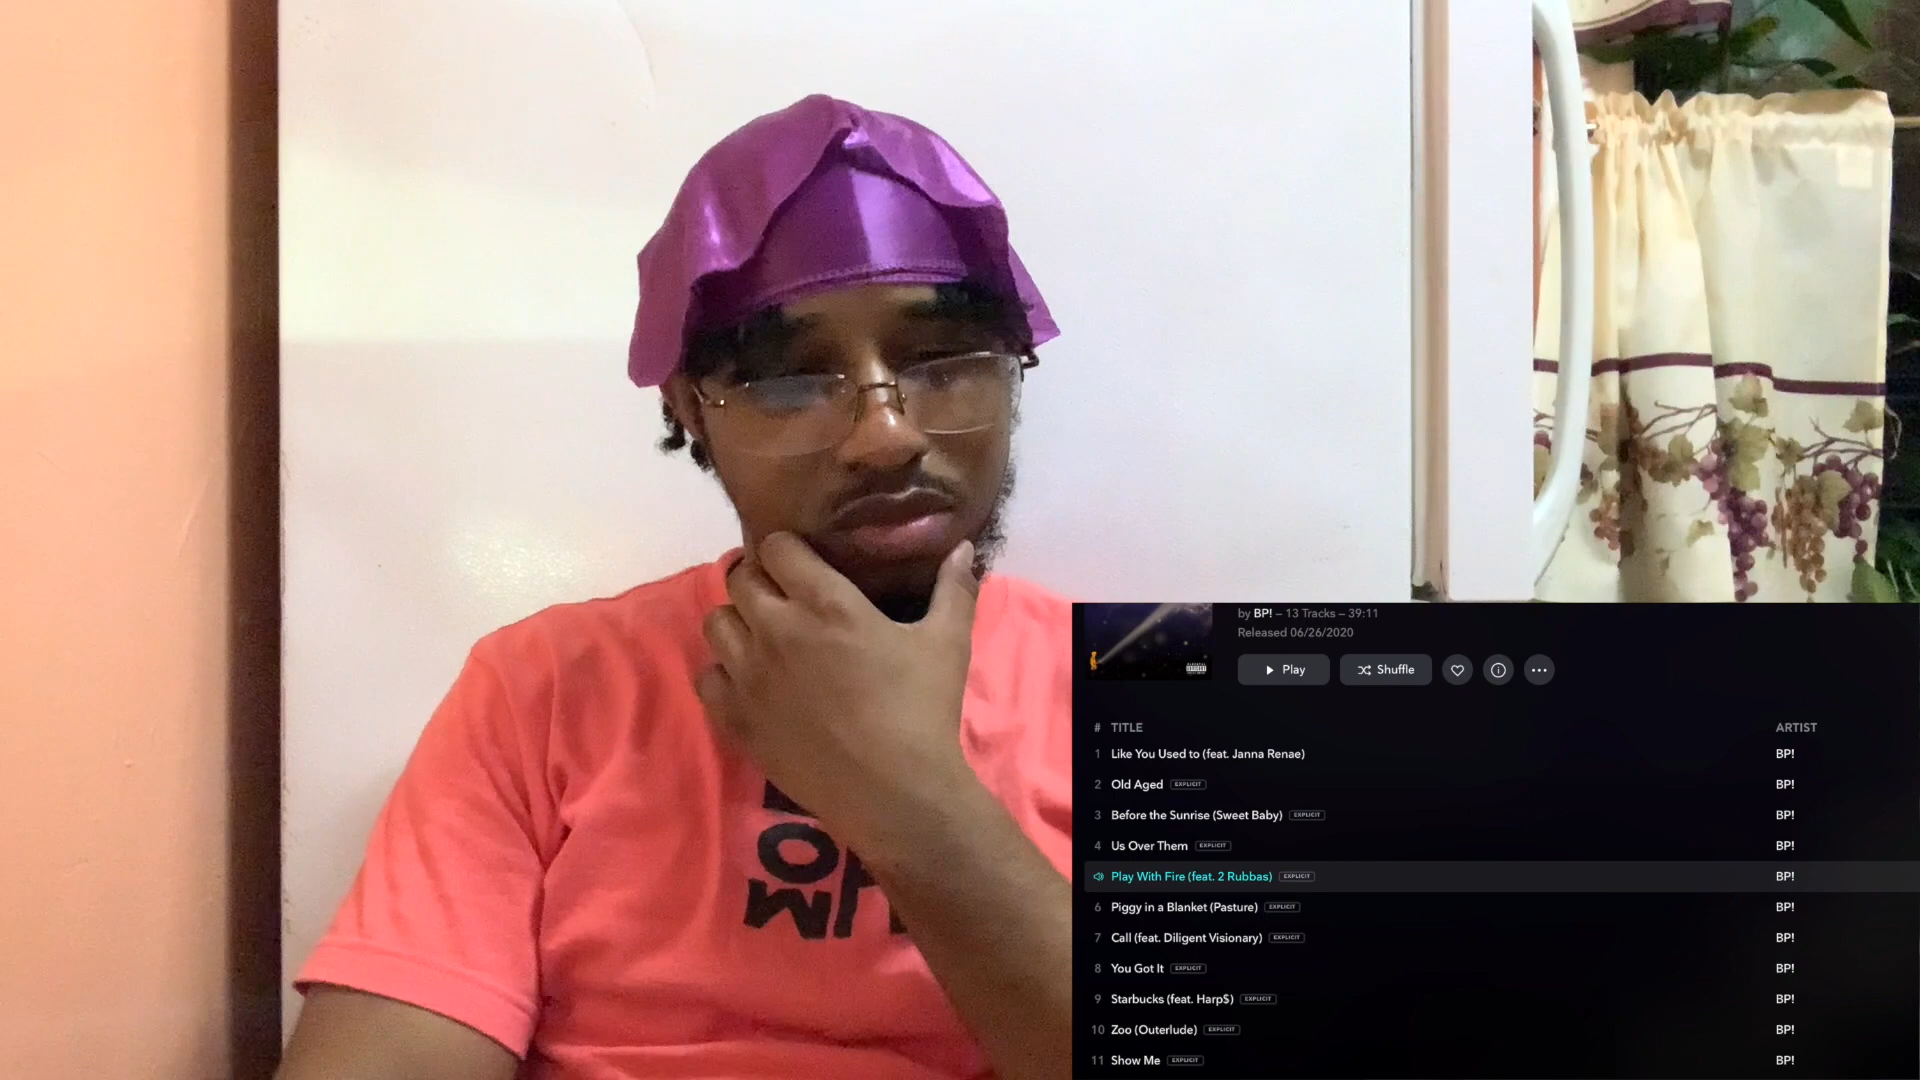 by BP! – 13 Tracks – 39:11
Released 06/26/2020
Play Shuffle
# TITLE ARTIST
1 Like You Used to (feat. Janna Renae) BP!
2 Old Aged EXPLICIT BP!
3 Before the Sunrise (Sweet Baby) EXPLICIT BP!
4 Us Over Them EXPLICIT BP!
Play With Fire (feat. 2 Rubbas) EXPLICIT BP!
6 Piggy in a Blanket (Pasture) EXPLICIT BP!
7 Call (feat. Diligent Visionary) EXPLICIT BP!
8 You Got It EXPLICIT BP!
9 Starbucks (feat. Harp$) EXPLICIT BP!
10 Zoo (Outerlude) EXPLICIT BP!
11 Show Me EXPLICIT BP!